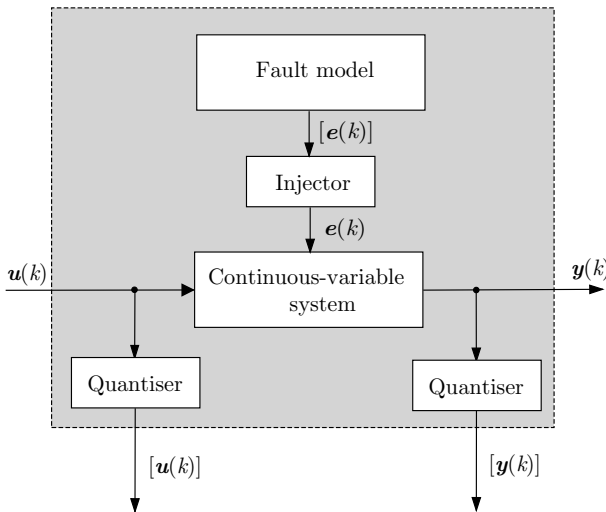 Fault model
[e(k)]
Injector
e(k)
u(k)
Continuous-variable
system
y(k)
Quantiser
Quantiser
[u(k)]
[y(k)]